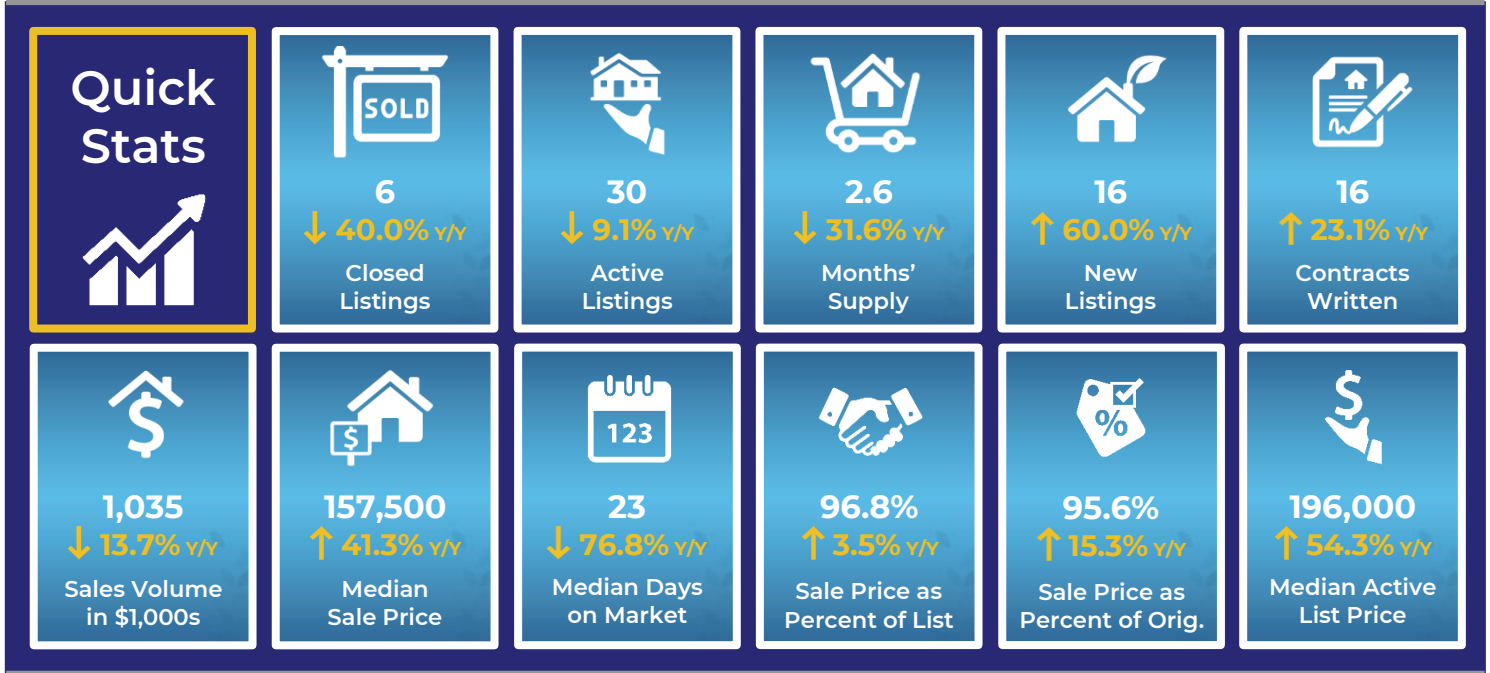 Quick
Stats
SOLD
6
↓ 40.0% Y/Y
Closed
Listings
30
↓ 9.1% Y/Y
Active
Listings
2.6
↓ 31.6% Y/Y
Months’
Supply
16
↑ 60.0% Y/Y
New
Listings
16
↑ 23.1% Y/Y
Contracts
Written
$
1,035
↓ 13.7% Y/Y
Sales Volume
in $1,000s
$
157,500
↑ 41.3% Y/Y
Median
Sale Price
123
23
↓ 76.8% Y/Y
Median Days
on Market
96.8%
↑ 3.5% Y/Y
Sale Price as
Percent of List
%
95.6%
↑ 15.3% Y/Y
Sale Price as
Percent of Orig.
$
196,000
↑ 54.3% Y/Y
Median Active
List Price